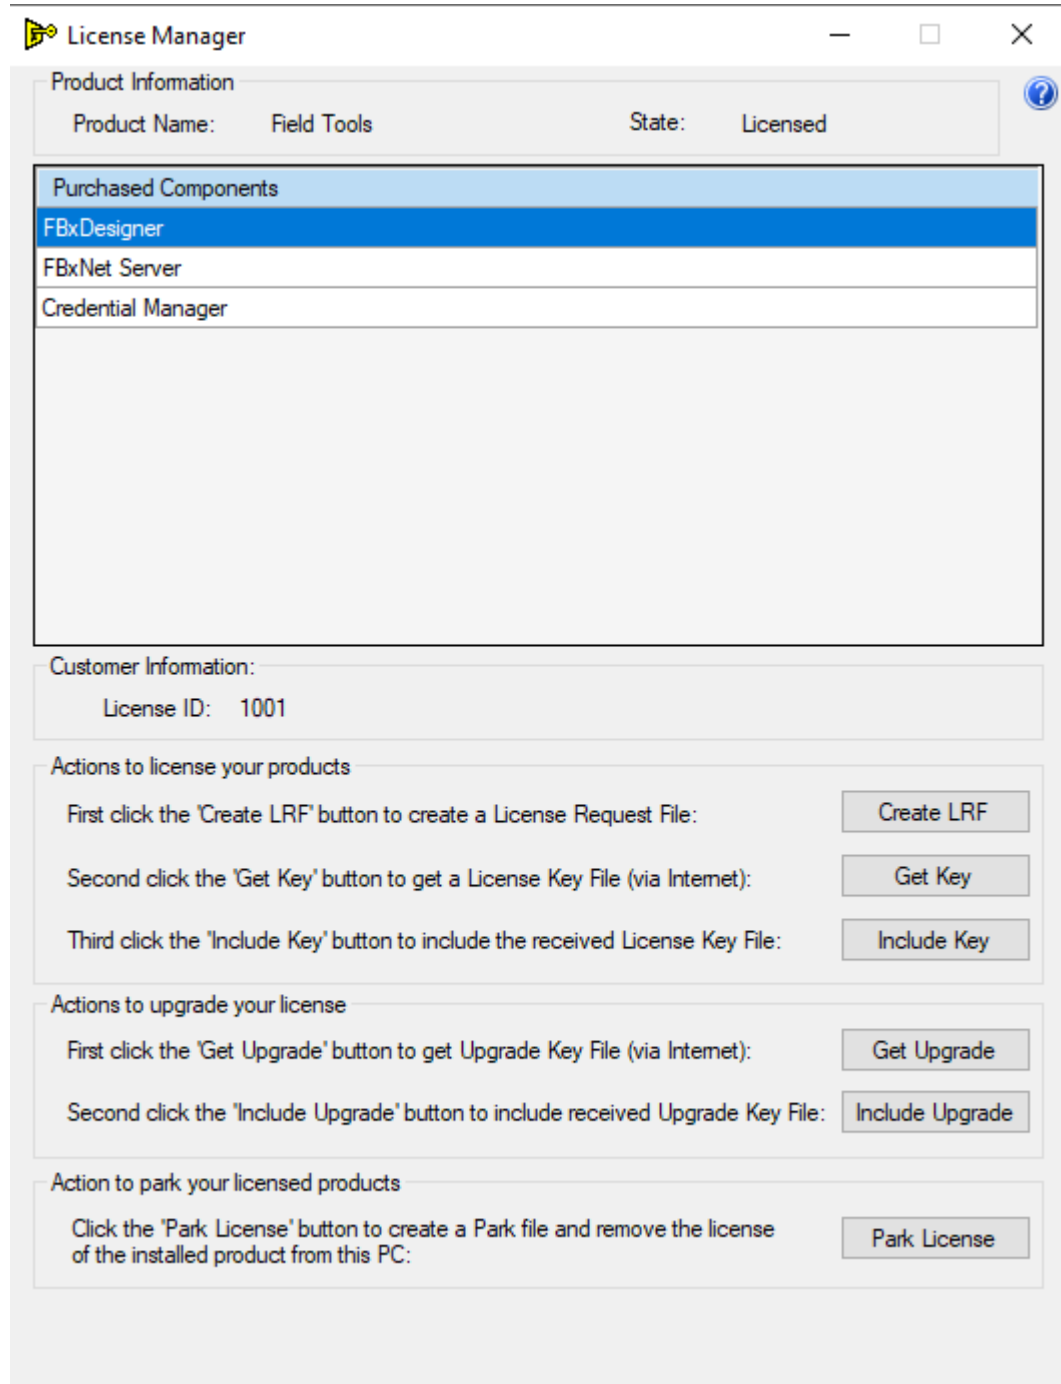 License Manager
Product Information
Product Name: Field Tools State: Licensed
Purchased Components
FBxDesigner
FBxNet Server
Credential Manager
Customer Information:
License ID: 1001
Actions to license your products
First click the 'Create LRF' button to create a License Request File: Create LRF
Second click the 'Get Key' button to get a License Key File (via Internet): Get Key
Third click the 'Include Key' button to include the received License Key File: Include Key
Actions to upgrade your license
First click the 'Get Upgrade' button to get Upgrade Key File (via Internet): Get Upgrade
Second click the 'Include Upgrade' button to include received Upgrade Key File: Include Upgrade
Action to park your licensed products
Click the 'Park License' button to create a Park file and remove the license
of the installed product from this PC:
Park License